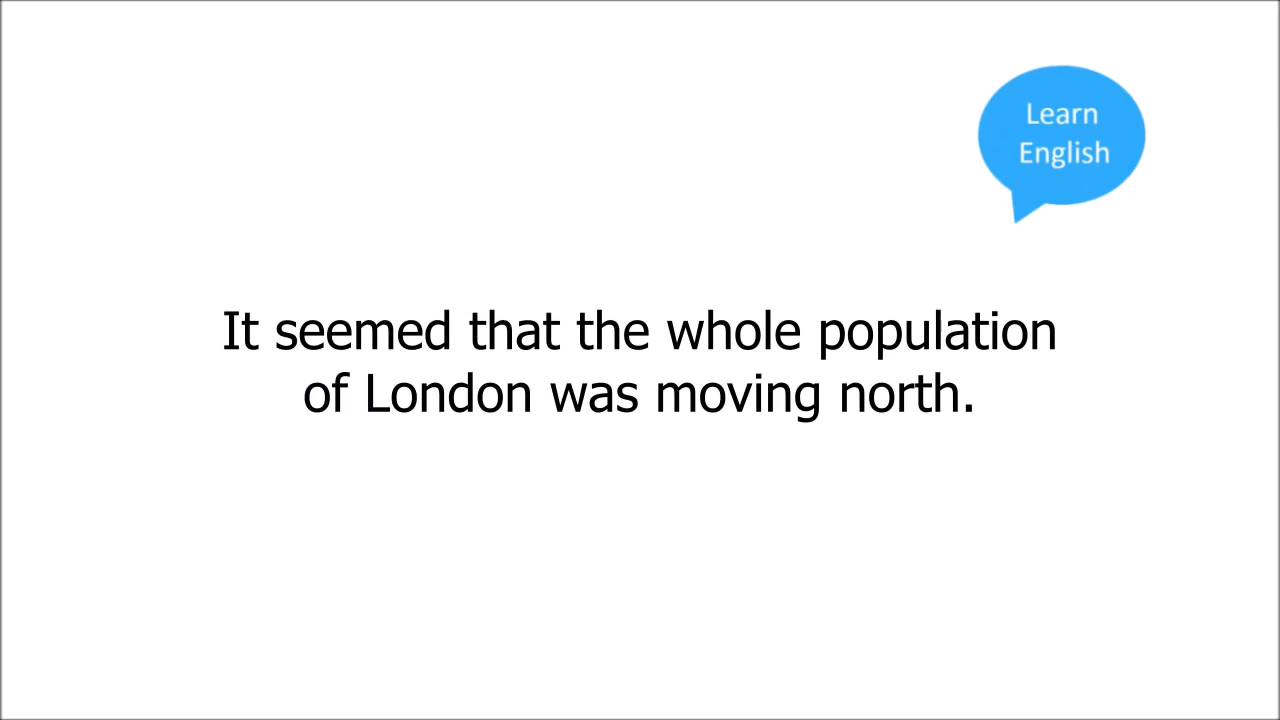 Learn
English
It seemed that the whole population
of London was moving north.